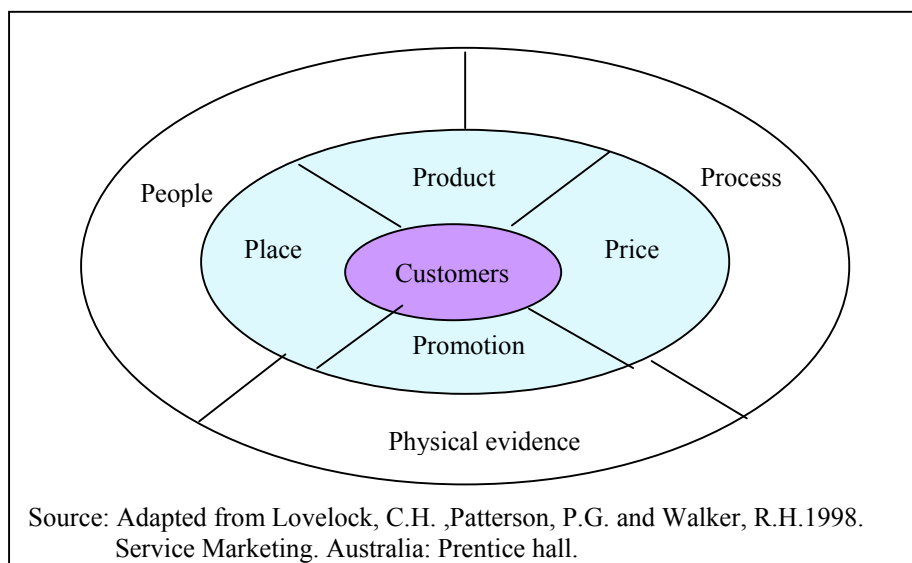 Product
People
Process
Place
Price
Customers
Promotion
Physical evidence
Source: Adapted from Lovelock, C.H. ,Patterson, P.G. and Walker, R.H.1998.
Service Marketing. Australia: Prentice hall.